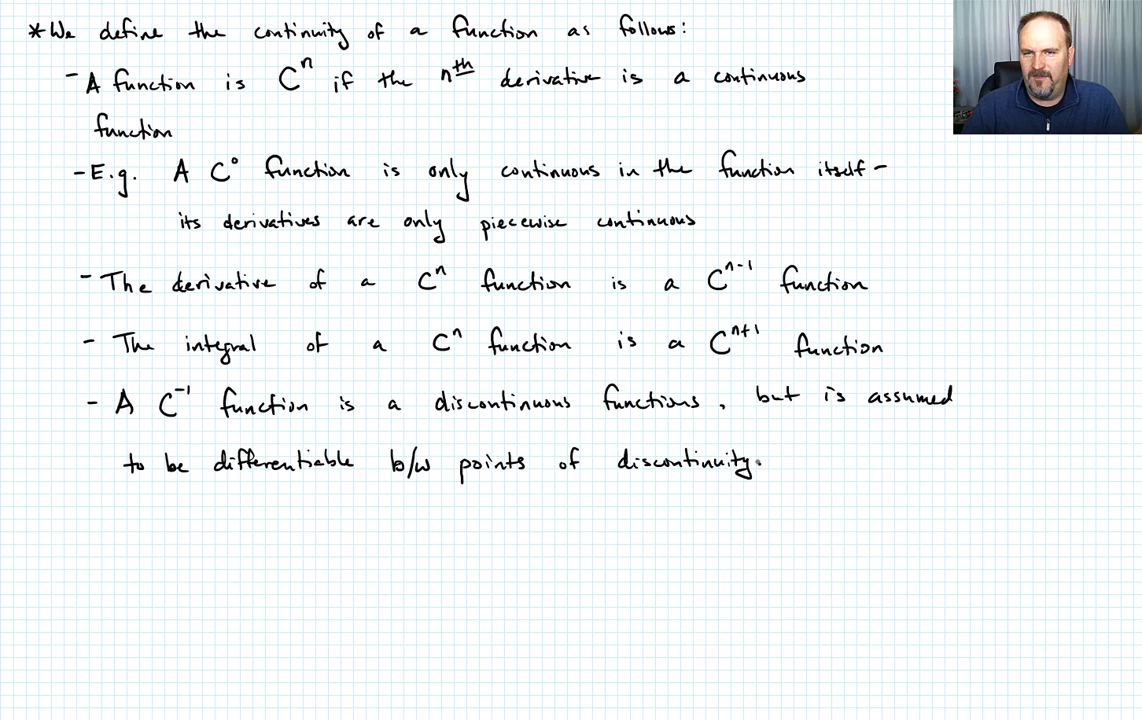 *We define the continuity of a function as follows:
- A function is Cⁿ if the nᵗʰ derivative is a continuous
function
- E.g. A C⁰ function is only continuous in the function itself -
its derivatives are only piecewise continuous
- The derivative of a Cⁿ function is a Cⁿ⁻¹ function
- The integral of a Cⁿ function is a Cⁿ⁺¹ function
- A C⁻¹ function is a discontinuous functions, but is assumed
to be differentiable b/w points of discontinuity.